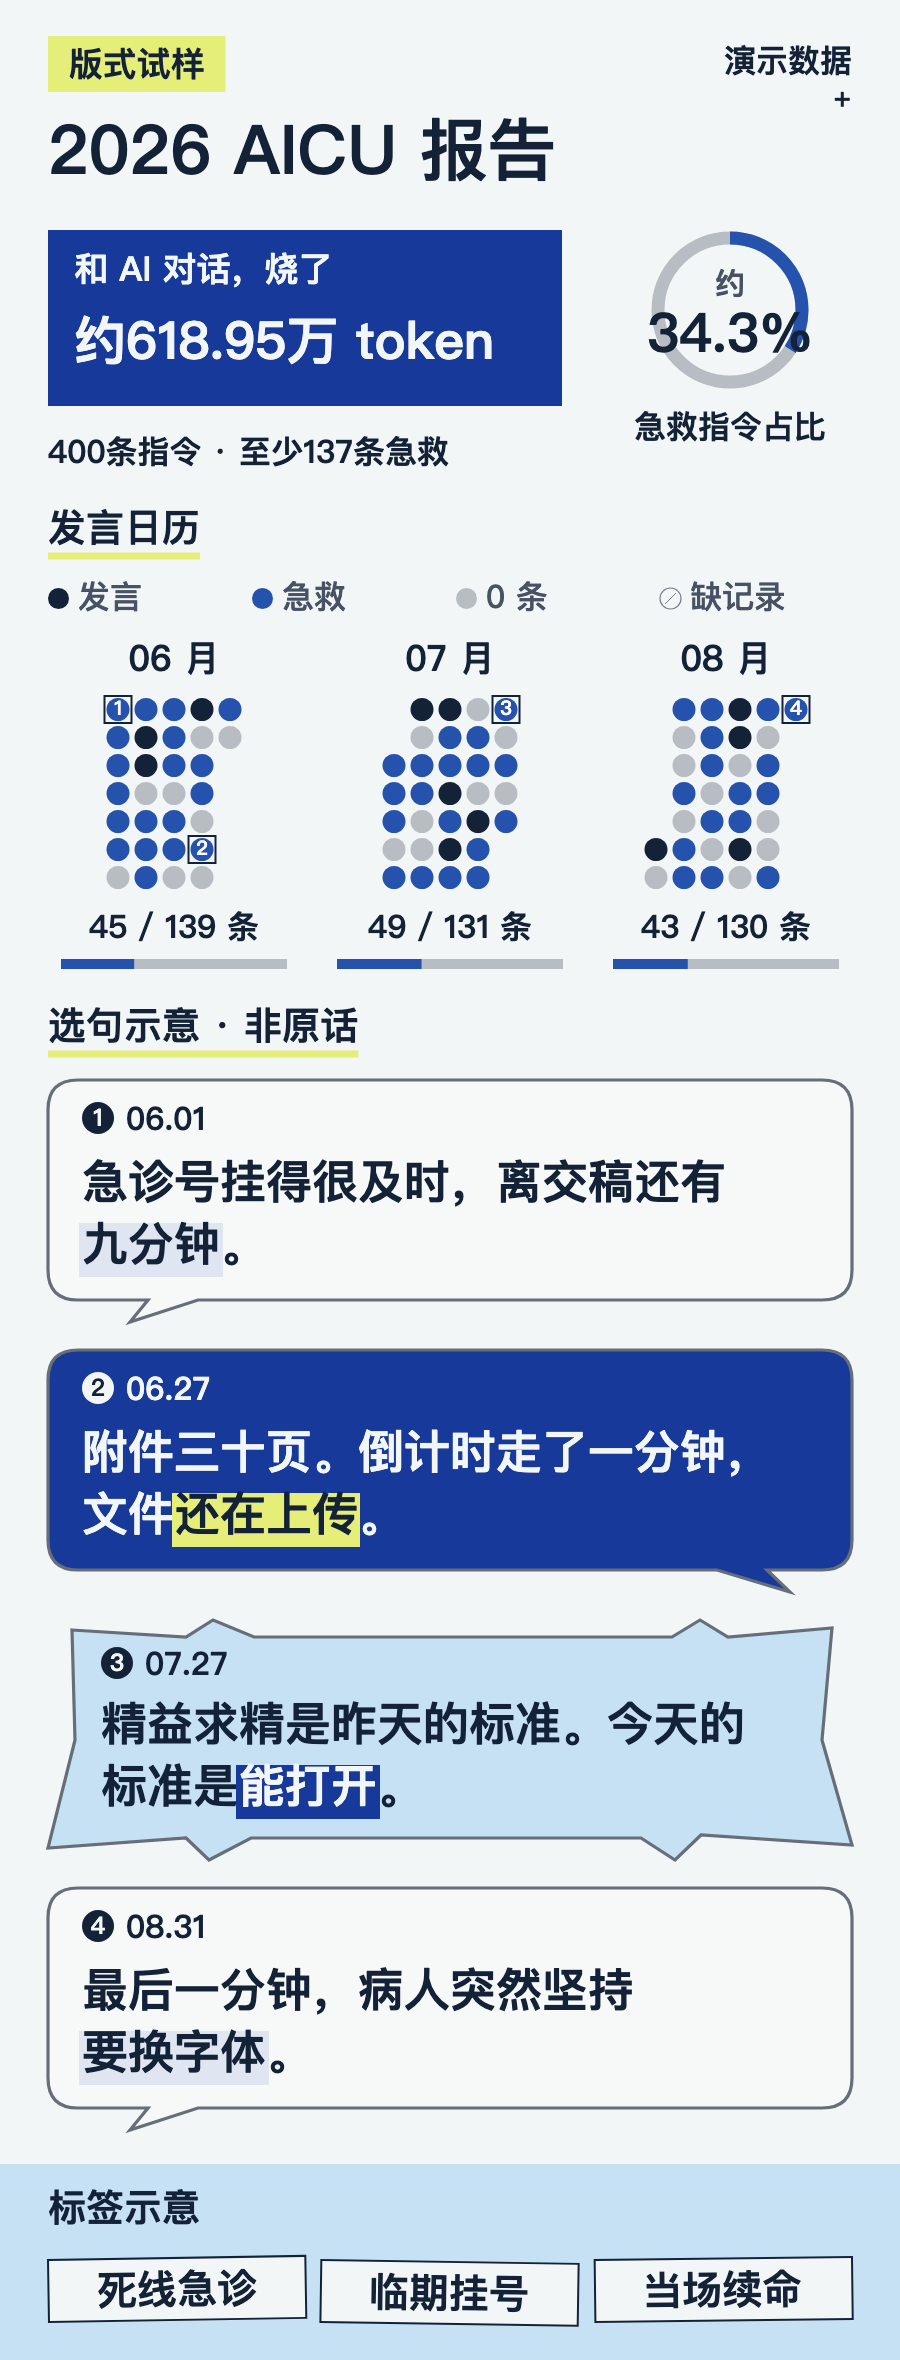 版式试样
演示数据
+
2026 AICU 报告
和 AI 对话，烧了
约618.95万 token
约
34.3%
急救指令占比
400条指令 · 至少137条急救
发言日历
发言
急救
0 条
缺记录
06 月
07 月
08 月
1
3
4
2
45 / 139 条
49 / 131 条
43 / 130 条
选句示意 · 非原话
1 06.01
急诊号挂得很及时，离交稿还有
九分钟。
2 06.27
附件三十页。倒计时走了一分钟，
文件还在上传。
3 07.27
精益求精是昨天的标准。今天的
标准是能打开。
4 08.31
最后一分钟，病人突然坚持
要换字体。
标签示意
死线急诊
临期挂号
当场续命